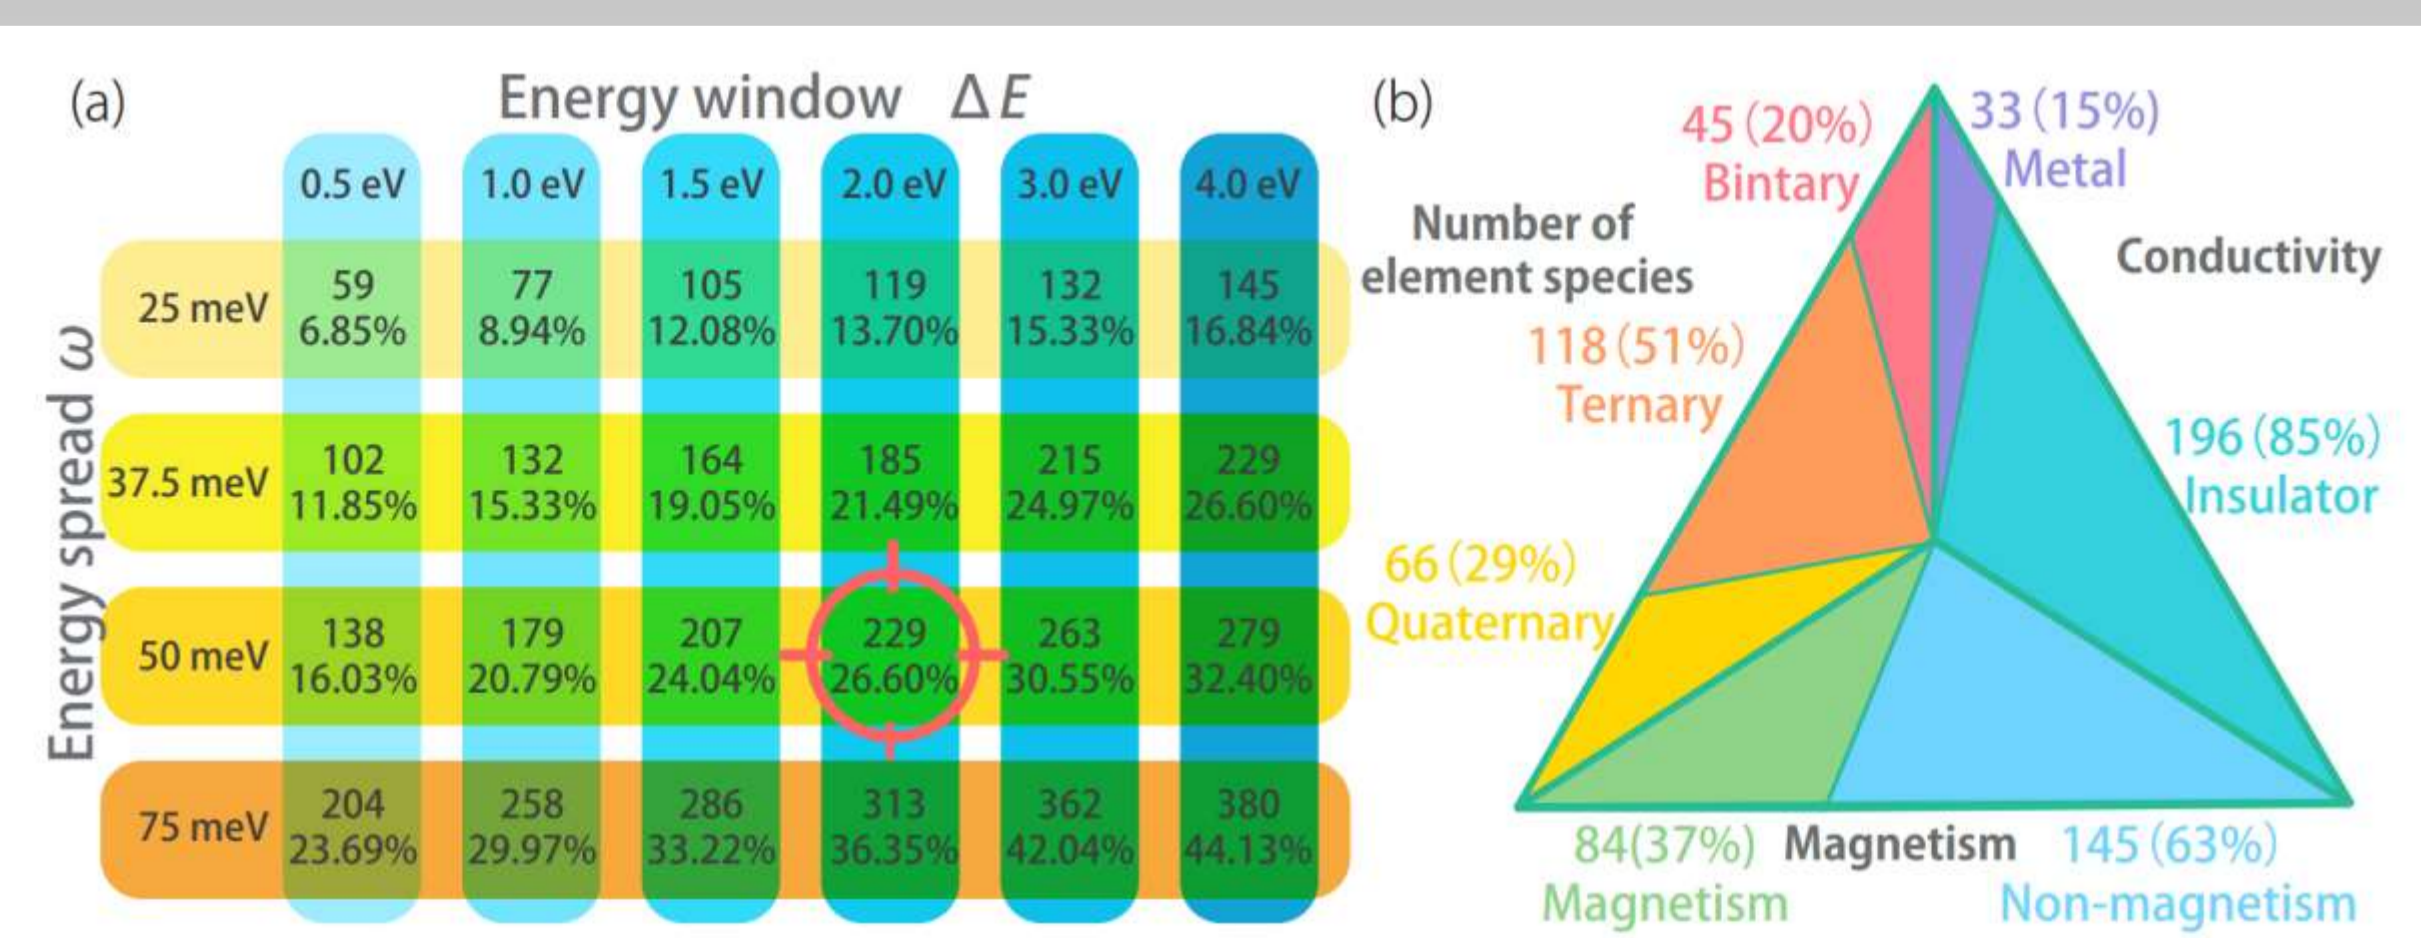 (a)
Energy window ΔE
0.5 eV 1.0 eV 1.5 eV 2.0 eV 3.0 eV 4.0 eV
Energy spread ω
25 meV
59 77 105 119 132 145
6.85% 8.94% 12.08% 13.70% 15.33% 16.84%
37.5 meV
102 132 164 185 215 229
11.85% 15.33% 19.05% 21.49% 24.97% 26.60%
50 meV
138 179 207 229 263 279
16.03% 20.79% 24.04% 26.60% 30.55% 32.40%
75 meV
204 258 286 313 362 380
23.69% 29.97% 33.22% 36.35% 42.04% 44.13%
(b)
45 (20%)
Bintary
33 (15%)
Metal
Number of
element species
Conductivity
118 (51%)
Ternary
196 (85%)
Insulator
66 (29%)
Quaternary
84(37%)
Magnetism
Magnetism
145 (63%)
Non-magnetism